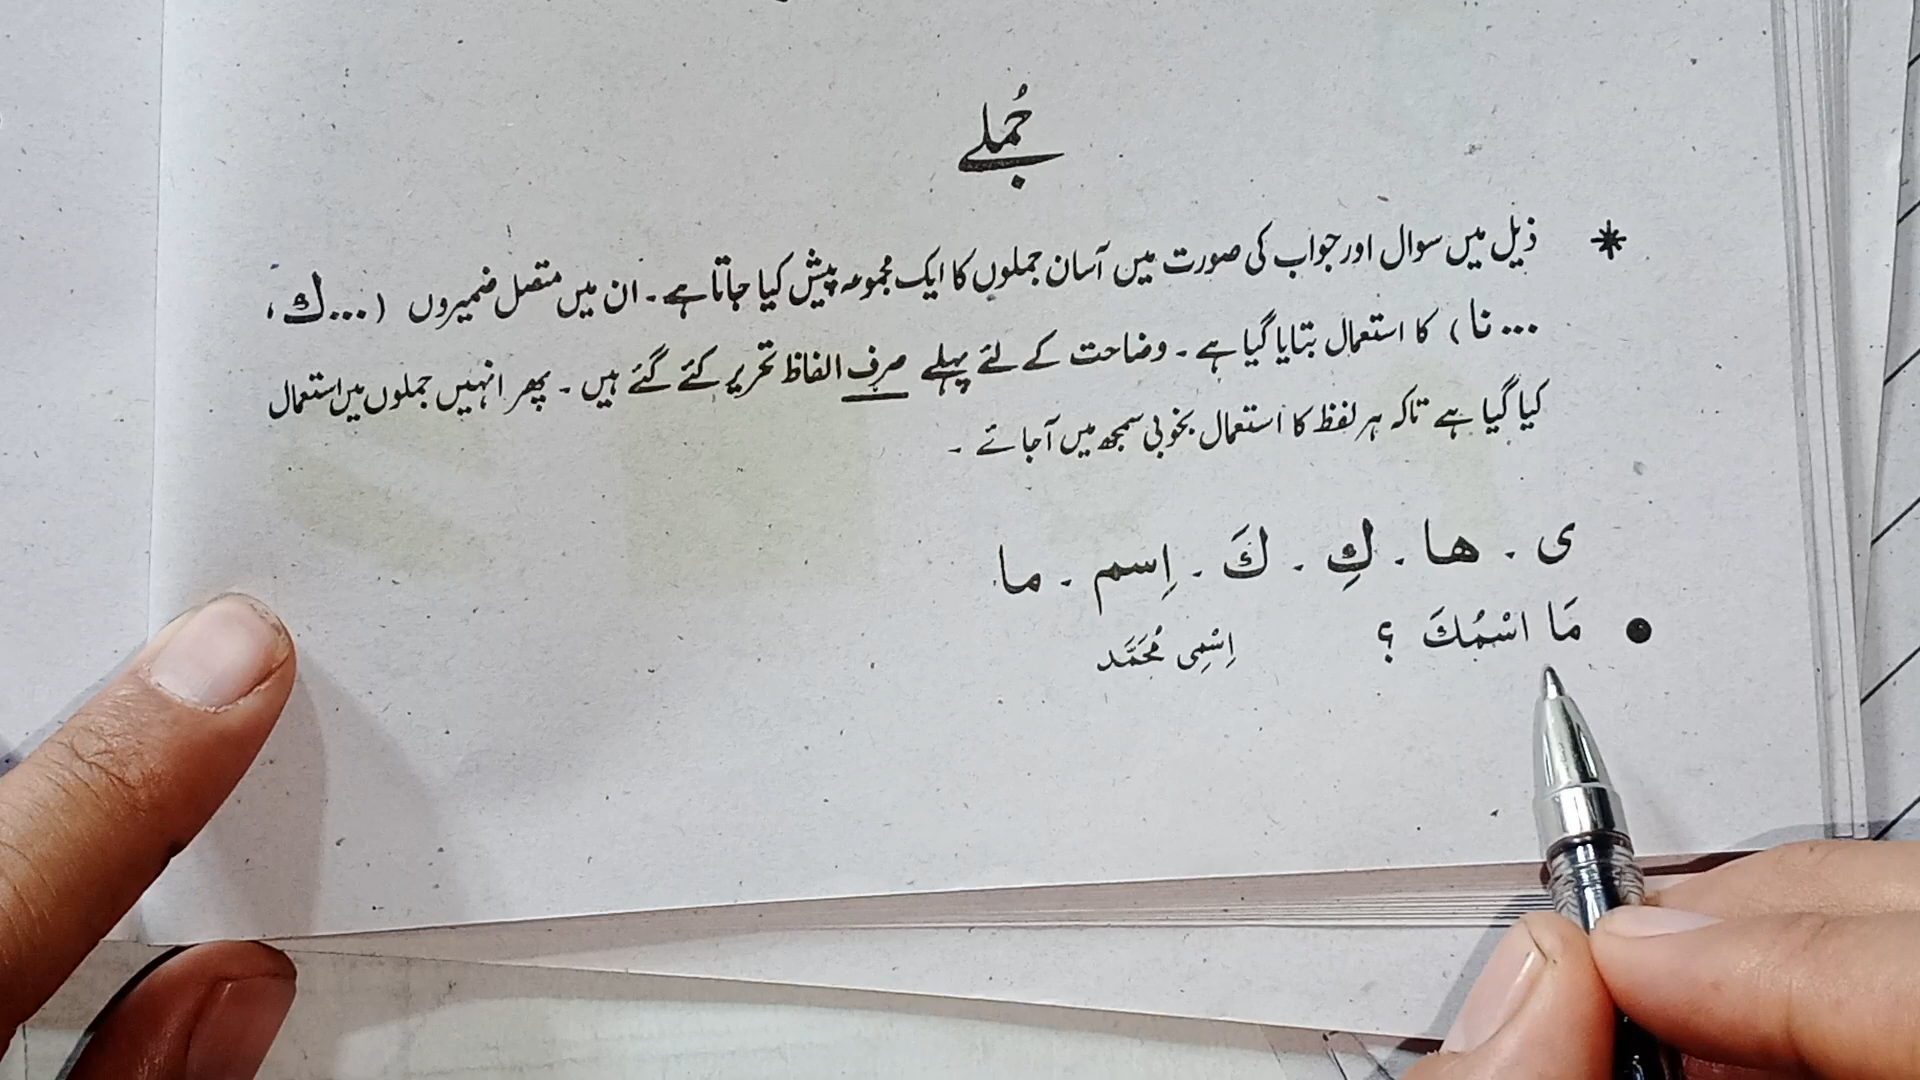 جُملے
* ذیل میں سوال اور جواب کی صورت میں آسان جملوں کا ایک مجموعہ پیش کیا جاتا ہے۔ ان میں متصل ضمیروں (...ك،
...نا) کا استعمال بتایا گیا ہے۔ وضاحت کے لئے پہلے صرف الفاظ تحریر کئے گئے ہیں۔ پھر انہیں جملوں میں استعمال
کیا گیا ہے تاکہ ہر لفظ کا استعمال بخوبی سمجھ میں آجائے۔
ی ۔ ها ۔ كِ ۔ كَ ۔ اِسم ۔ ما
● مَا اسْمُكَ ؟ اِسْمِی مُحَمَّد